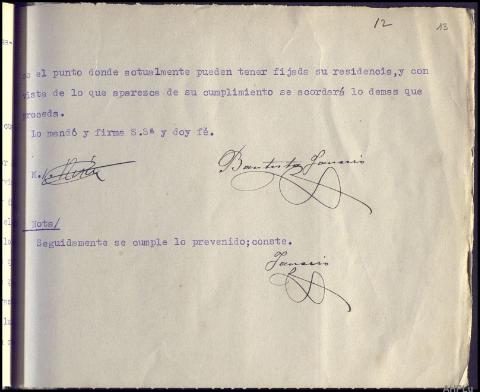 12
13
el punto donde actualmente pueden tener fijada su residencia,y con
vista de lo que aparezca de su cumplimiento se acordará lo demas que
proceda.
Lo mandó y firma S.Sª y doy fé.
M.
Bautista
Nota/
Seguidamente se cumple lo prevenido;conste.